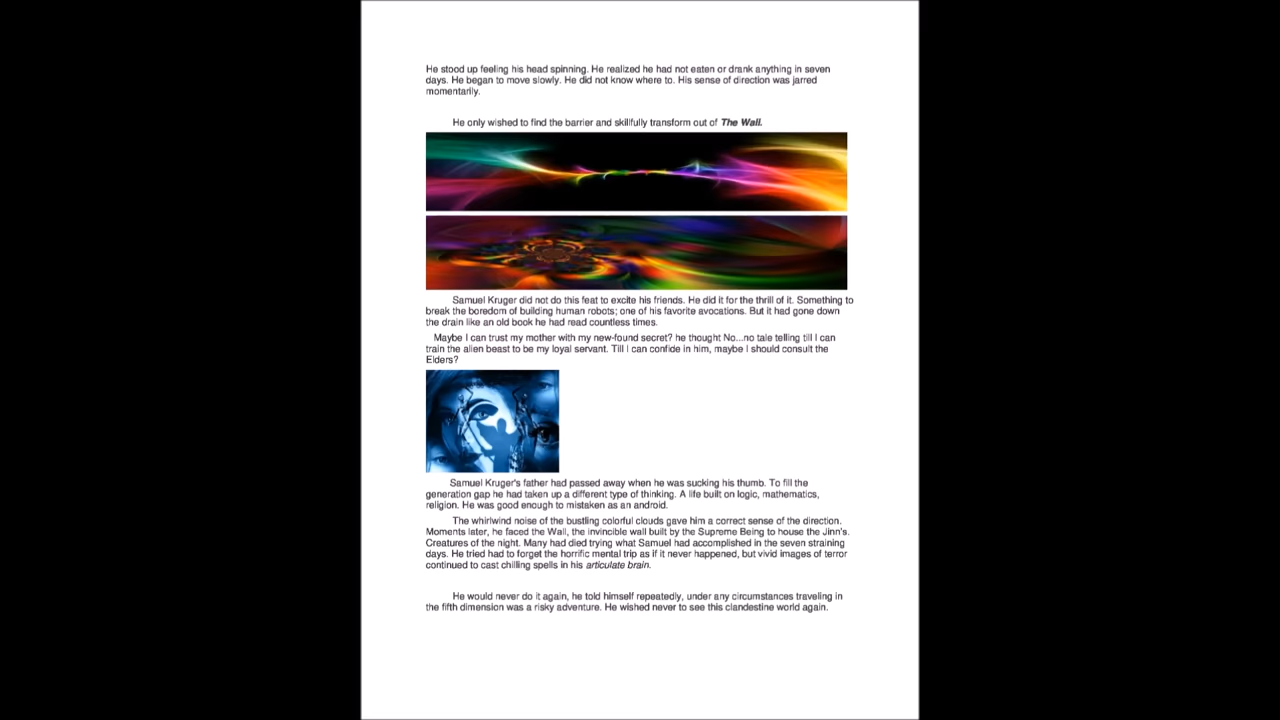 He stood up feeling his head spinning. He realized he had not eaten or drank anything in seven
days. He began to move slowly. He did not know where to. His sense of direction was jarred
momentarily.
He only wished to find the barrier and skillfully transform out of The Wall.
Samuel Kruger did not do this feat to excite his friends. He did it for the thrill of it. Something to
break the boredom of building human robots; one of his favorite avocations. But it had gone down
the drain like an old book he had read countless times.
Maybe I can trust my mother with my new-found secret? he thought No...no tale telling till I can
train the alien beast to be my loyal servant. Till I can confide in him, maybe I should consult the
Elders?
Samuel Kruger's father had passed away when he was sucking his thumb. To fill the
generation gap he had taken up a different type of thinking. A life built on logic, mathematics,
religion. He was good enough to mistaken as an android.
The whirlwind noise of the bustling colorful clouds gave him a correct sense of the direction.
Moments later, he faced the Wall, the invincible wall built by the Supreme Being to house the Jinn's.
Creatures of the night. Many had died trying what Samuel had accomplished in the seven straining
days. He tried had to forget the horrific mental trip as if it never happened, but vivid images of terror
continued to cast chilling spells in his articulate brain.
He would never do it again, he told himself repeatedly, under any circumstances traveling in
the fifth dimension was a risky adventure. He wished never to see this clandestine world again.